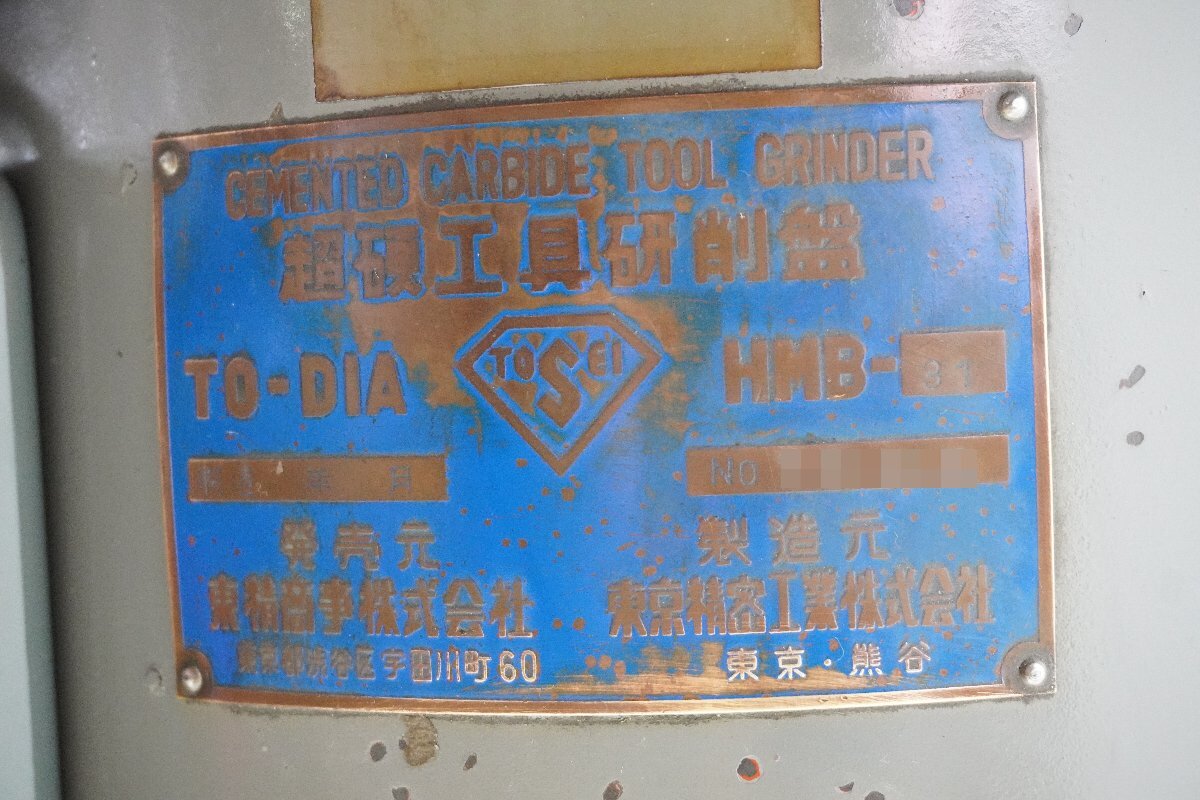 CEMENTED CARBIDE TOOL GRINDER
超硬工具研削盤
TO-DIA
TOSEI
HMB-31
年 月
No
発売元
東精商事株式会社
東京都渋谷区宇田川町60
製造元
東京精密工業株式会社
東京・熊谷